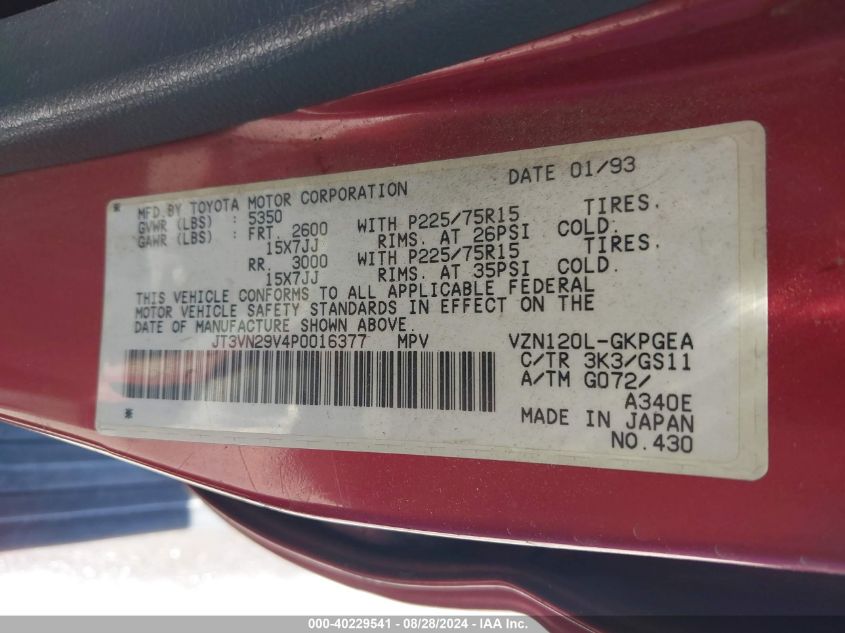 MFD.BY TOYOTA MOTOR CORPORATION DATE 01/93
GVWR (LBS) : 5350
GAWR (LBS) : FRT. 2600 WITH P225/75R15 TIRES.
15X7JJ RIMS. AT 26PSI COLD.
RR. 3000 WITH P225/75R15 TIRES.
15X7JJ RIMS. AT 35PSI COLD.
THIS VEHICLE CONFORMS TO ALL APPLICABLE FEDERAL
MOTOR VEHICLE SAFETY STANDARDS IN EFFECT ON THE
DATE OF MANUFACTURE SHOWN ABOVE.
JT3VN29V4P0016377 MPV VZN120L-GKPGEA
C/TR 3K3/GS11
A/TM G072/
A340E
MADE IN JAPAN
NO.430
000-40229541 - 08/28/2024 - IAA, Inc.